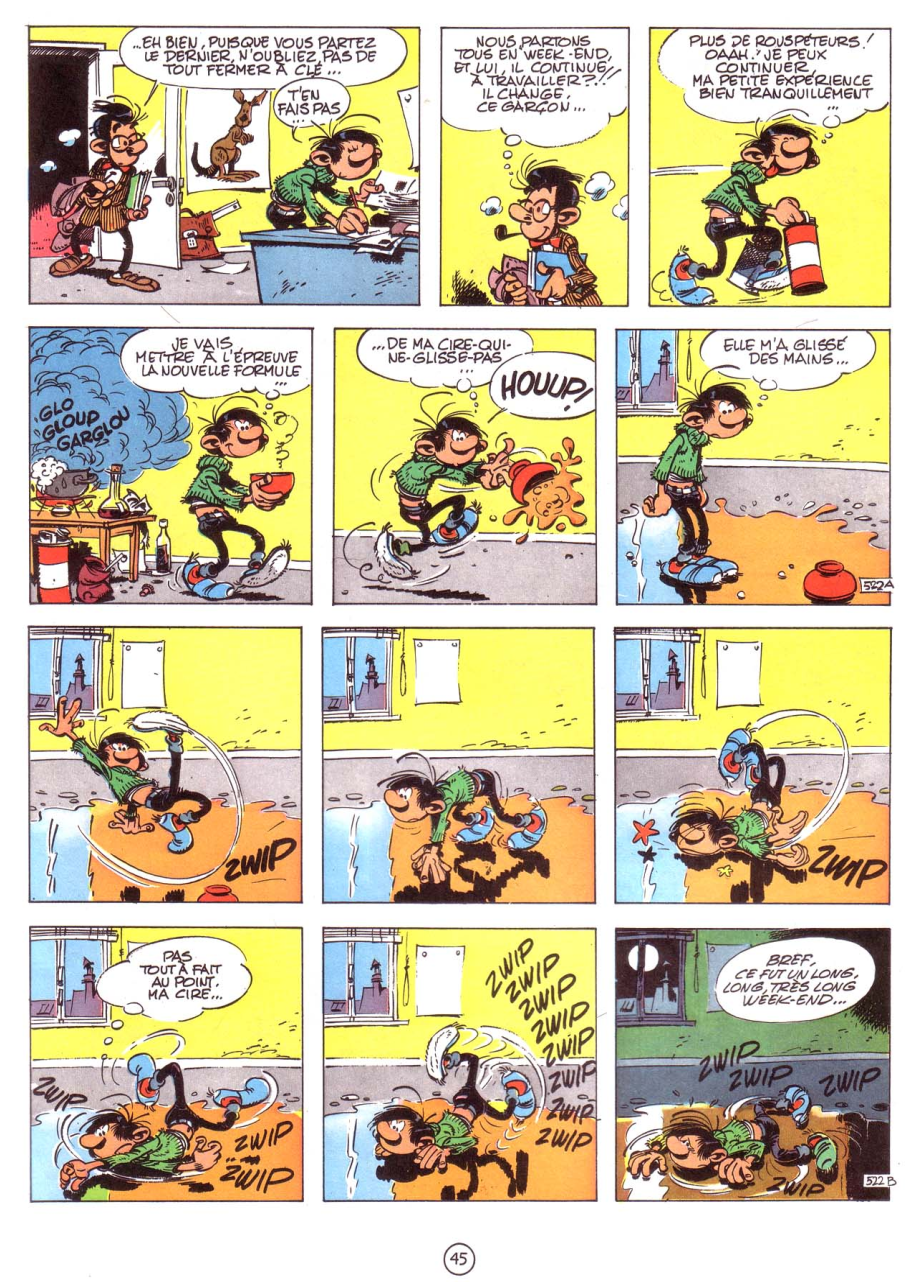 ...EH BIEN, PUISQUE VOUS PARTEZ
LE DERNIER, N'OUBLIEZ PAS DE
TOUT FERMER À CLÉ...
T'EN
FAIS PAS
...
NOUS PARTONS
TOUS EN WEEK-END,
ET LUI, IL CONTINUE
À TRAVAILLER?!!
IL CHANGE,
CE GARÇON...
PLUS DE ROUSPÉTEURS!
OAAH! JE PEUX
CONTINUER
MA PETITE EXPÉRIENCE
BIEN TRANQUILLEMENT
...
JE VAIS
METTRE À L'ÉPREUVE
LA NOUVELLE FORMULE
...
GLO
GLOUP
GARGLOU
...DE MA CIRE-QUI-
NE-GLISSE-PAS
...
HOUUP!
ELLE M'A GLISSÉ
DES MAINS...
522A
ZWIP
ZWIP
PAS
TOUT À FAIT
AU POINT,
MA CIRE...
ZWIP
ZWIP
ZWIP
ZWIP
ZWIP
ZWIP
ZWIP
ZWIP
ZWIP
ZWIP
ZWIP
BREF,
CE FUT UN LONG,
LONG, TRÈS LONG
WEEK-END...
ZWIP
ZWIP
ZWIP
ZWIP
522B
45